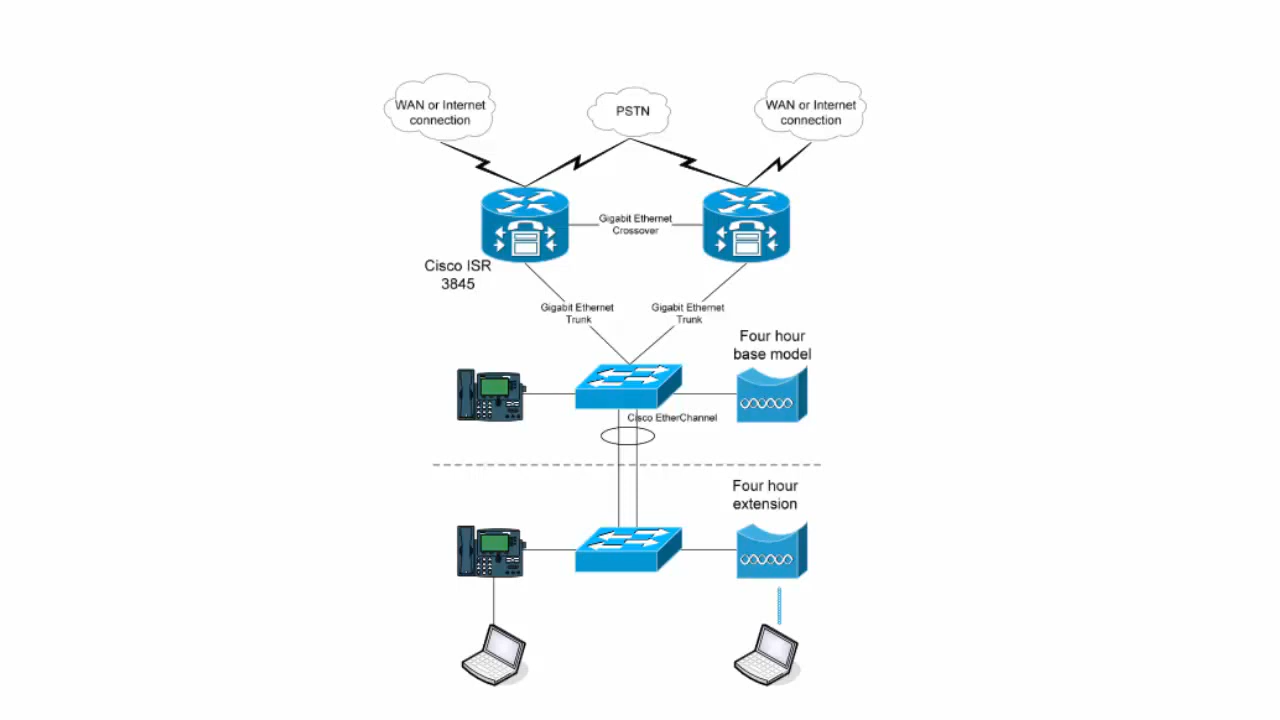 WAN or Internet
connection
PSTN
WAN or Internet
connection
Gigabit Ethernet
Crossover
Cisco ISR
3845
Gigabit Ethernet
Trunk
Gigabit Ethernet
Trunk
Four hour
base model
Cisco EtherChannel
Four hour
extension